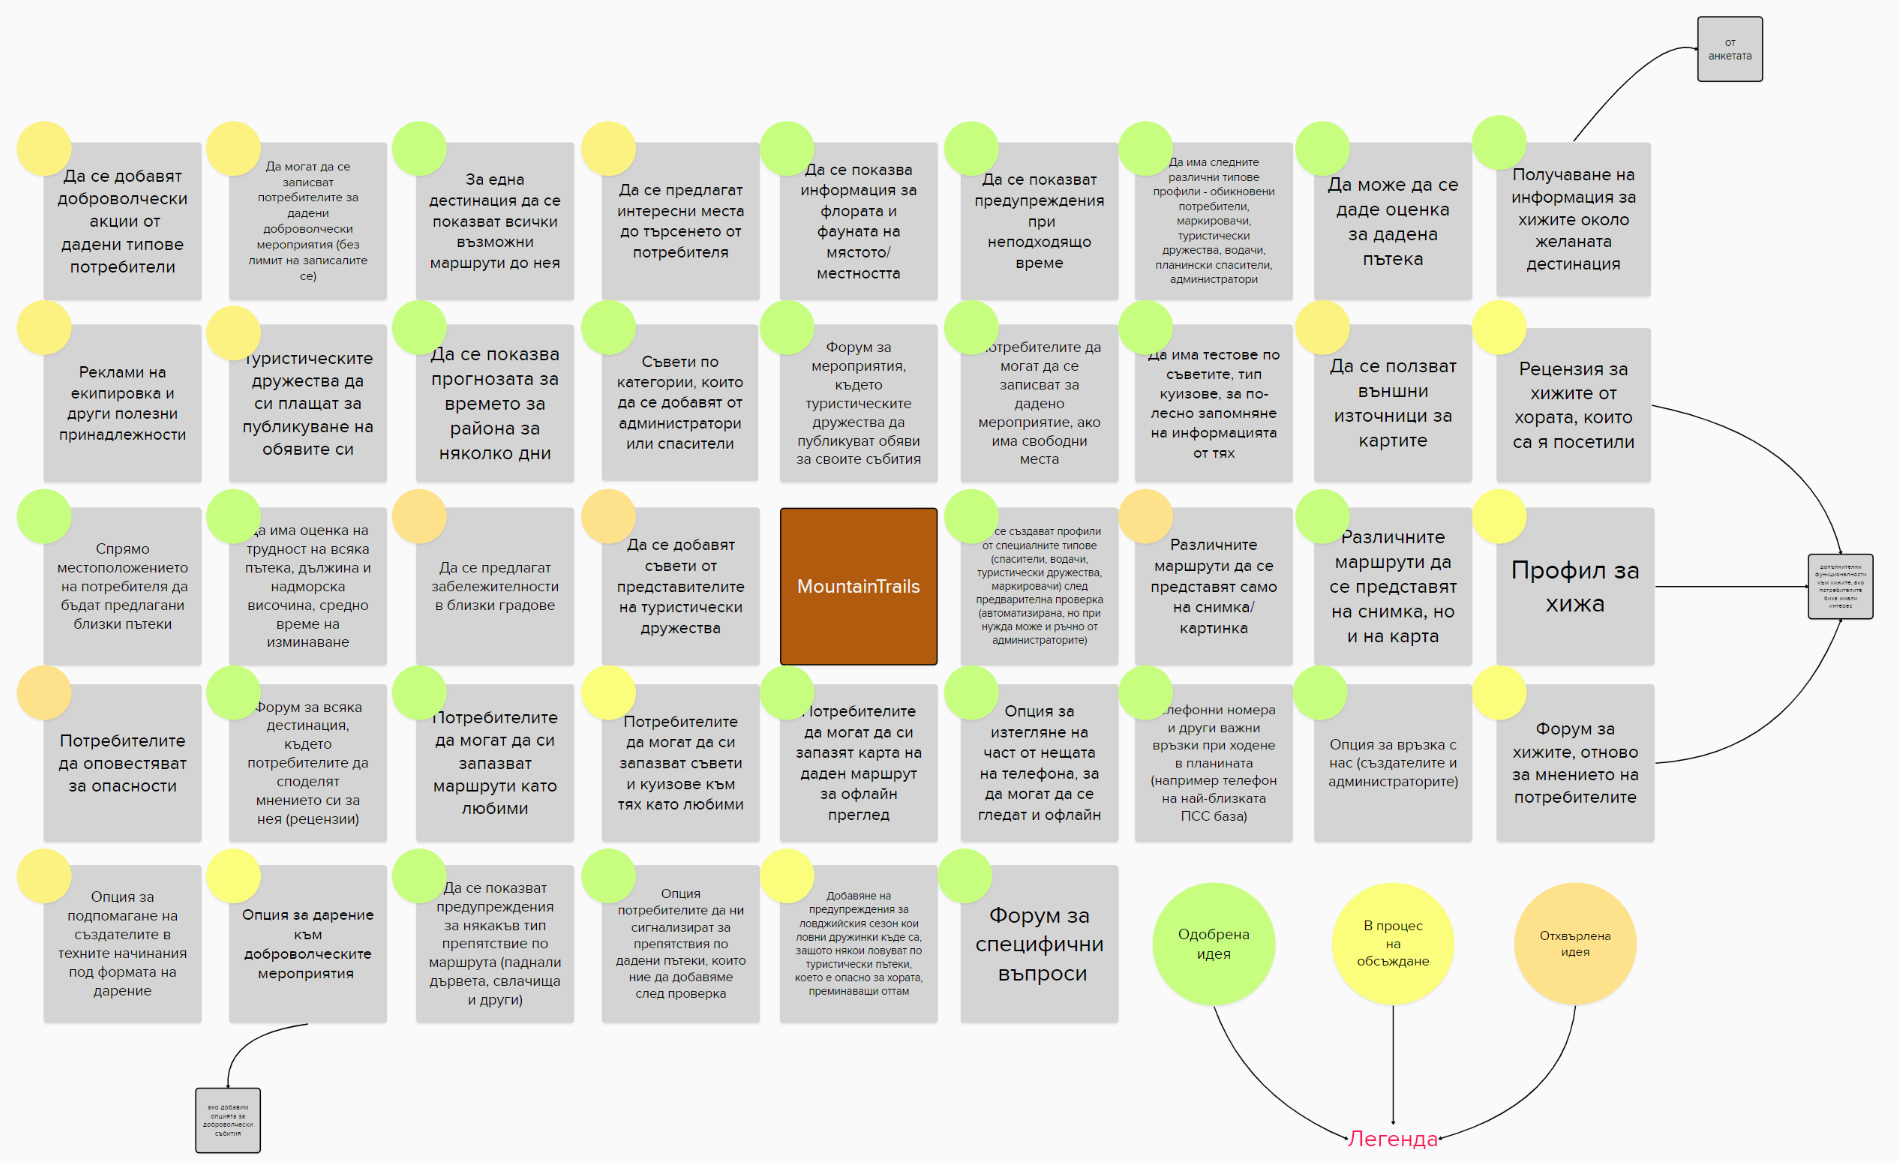 от
анкетата
Да се добавят
доброволчески
акции от
дадени типове
потребители
Да могат да се
записват
потребителите за
дадени
доброволчески
мероприятия (без
лимит на записалите
се)
За една
дестинация да се
показват всички
възможни
маршрути до нея
Да се предлагат
интересни места
до търсенето от
потребителя
Да се показва
информация за
флората и
фауната на
мястото/
местността
Да се показват
предупреждения
при
неподходящо
време
Да има следните
различни типове
профили - обикновени
потребители,
маркировачи,
туристически
дружества, водачи,
планински спасители,
администратори
Да може да се
даде оценка
за дадена
пътека
Получаване на
информация за
хижите около
желаната
дестинация
Реклами на
екипировка и
други полезни
принадлежности
Туристическите
дружества да
си плащат за
публикуване на
обявите си
Да се показва
прогнозата за
времето за
района за
няколко дни
Съвети по
категории, които
да се добавят от
администратори
или спасители
Форум за
мероприятия,
където
туристическите
дружества да
публикуват обяви
за своите събития
Потребителите да
могат да се
записват за
дадено
мероприятие, ако
има свободни
места
Да има тестове по
съветите, тип
куизове, за по-
лесно запомняне
на информацията
от тях
Да се ползват
външни
източници за
картите
Рецензия за
хижите от
хората, които
са я посетили
Спрямо
местоположението
на потребителя да
бъдат предлагани
близки пътеки
Да има оценка на
трудност на всяка
пътека, дължина и
надморска
височина, средно
време на
изминаване
Да се предлагат
забележителности
в близки градове
Да се добавят
съвети от
представителите
на туристически
дружества
MountainTrails
се създават профили
от специалните типове
(спасители, водачи,
туристически дружества,
маркировачи) след
предварителна проверка
(автоматизирана, но при
нужда може и ръчно от
администраторите)
Различните
маршрути да се
представят само
на снимка/
картинка
Различните
маршрути да
се представят
на снимка, но
и на карта
Профил за
хижа
допълнителни
функционалности
към хижите, ако
потребителите
биха имали
интерес
Потребителите
да оповестяват
за опасности
Форум за всяка
дестинация,
където
потребителите да
споделят
мнението си за
нея (рецензии)
Потребителите
да могат да си
запазват
маршрути като
любими
Потребителите
да могат да си
запазват съвети
и куизове към
тях като любими
Потребителите
да могат да си
запазят карта на
даден маршрут
за офлайн
преглед
Опция за
изтегляне на
част от нещата
на телефона, за
да могат да се
гледат и офлайн
Телефонни номера
и други важни
връзки при ходене
в планината
(например телефон
на най-близката
ПСС база)
Опция за връзка с
нас (създателите и
администраторите)
Форум за
хижите, отново
за мнението на
потребителите
Опция за
подпомагане на
създателите в
техните начинания
под формата на
дарение
Опция за дарение
към
доброволческите
мероприятия
Да се показват
предупреждения
за някакъв тип
препятствие по
маршрута (паднали
дървета, свлачища
и други)
Опция
потребителите да ни
сигнализират за
препятствия по
дадени пътеки, които
ние да добавяме
след проверка
Добавяне на
предупреждения за
ловджийския сезон кои
ловни дружинки къде са,
защото някои ловуват по
туристически пътеки,
което е опасно за хората,
преминаващи оттам
Форум за
специфични
въпроси
Одобрена
идея
В процес
на
обсъждане
Отхвърлена
идея
ако добавим
опцията за
доброволчески
събития
Легенда